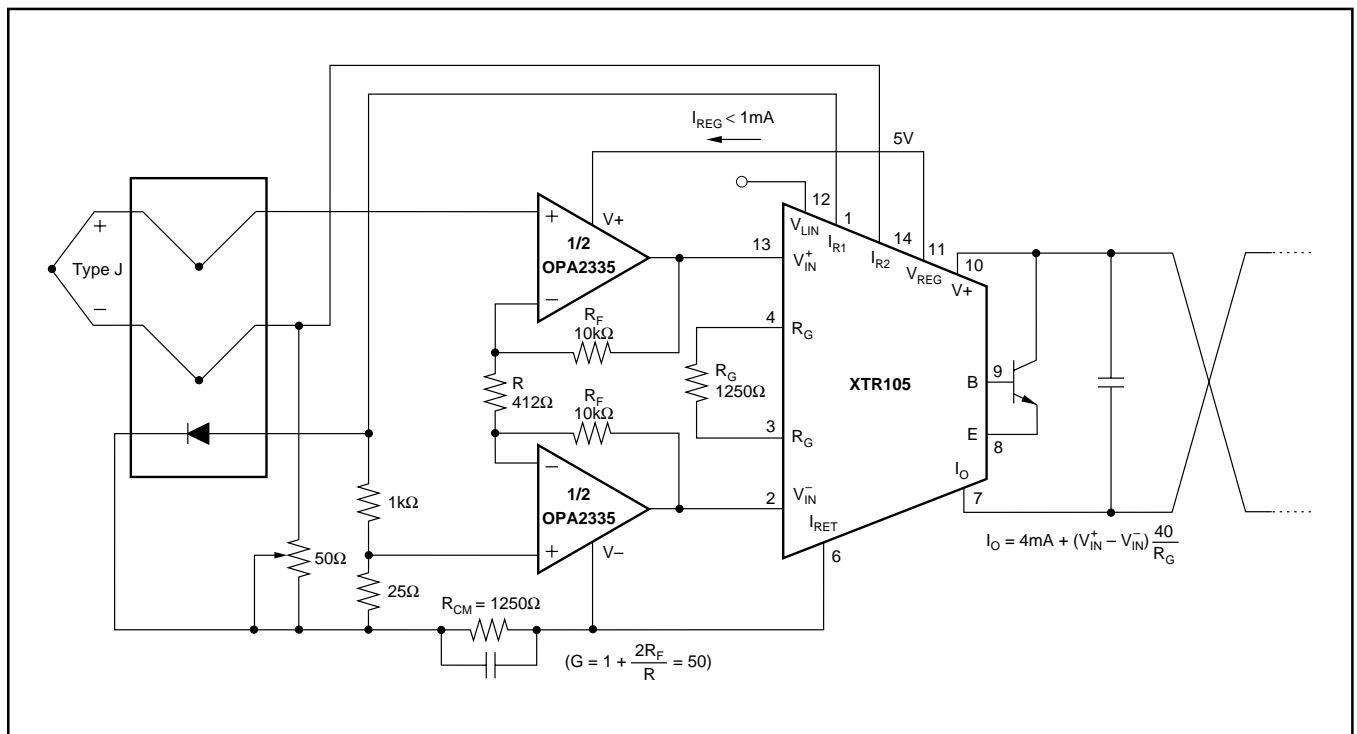 I_REG < 1mA
5V
Type J
+
–
+
–
V+
1/2
OPA2335
R_F
10kΩ
R
412Ω
R_F
10kΩ
–
+
1/2
OPA2335
V–
1kΩ
25Ω
50Ω
R_CM = 1250Ω
(G = 1 + 2R_F/R = 50)
R_G
1250Ω
13
4
3
2
12
1
14
11
10
9
8
7
6
V_LIN
I_R1
I_R2
V_REG
V+
V⁺_IN
R_G
XTR105
R_G
V⁻_IN
I_RET
B
E
I_O
I_O = 4mA + (V⁺_IN – V⁻_IN) 40/R_G